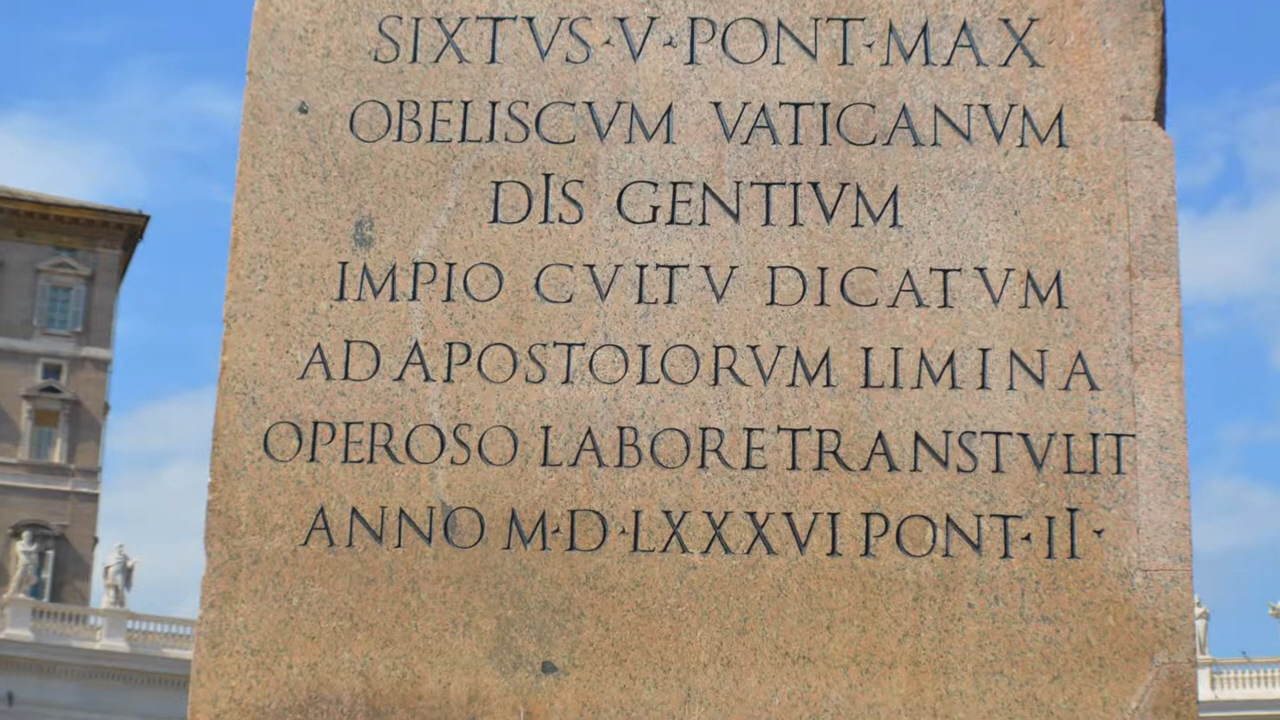 SIXTVS·V·PONT·MAX
OBELISCVM VATICANVM
DIS GENTIVM
IMPIO CVLTV DICATVM
AD APOSTOLORVM LIMINA
OPEROSO LABORE TRANSTVLIT
ANNO M·D·LXXXVI PONT·II·